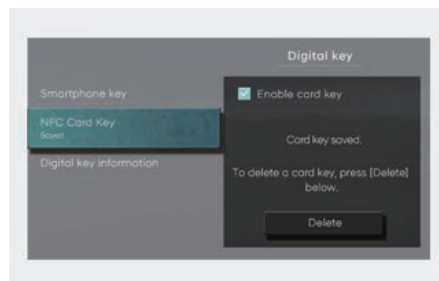 Digital key
Smartphone key
NFC Card Key
Saved
Digital key information
Enable card key
Card key saved.
To delete a card key, press [Delete]
below.
Delete